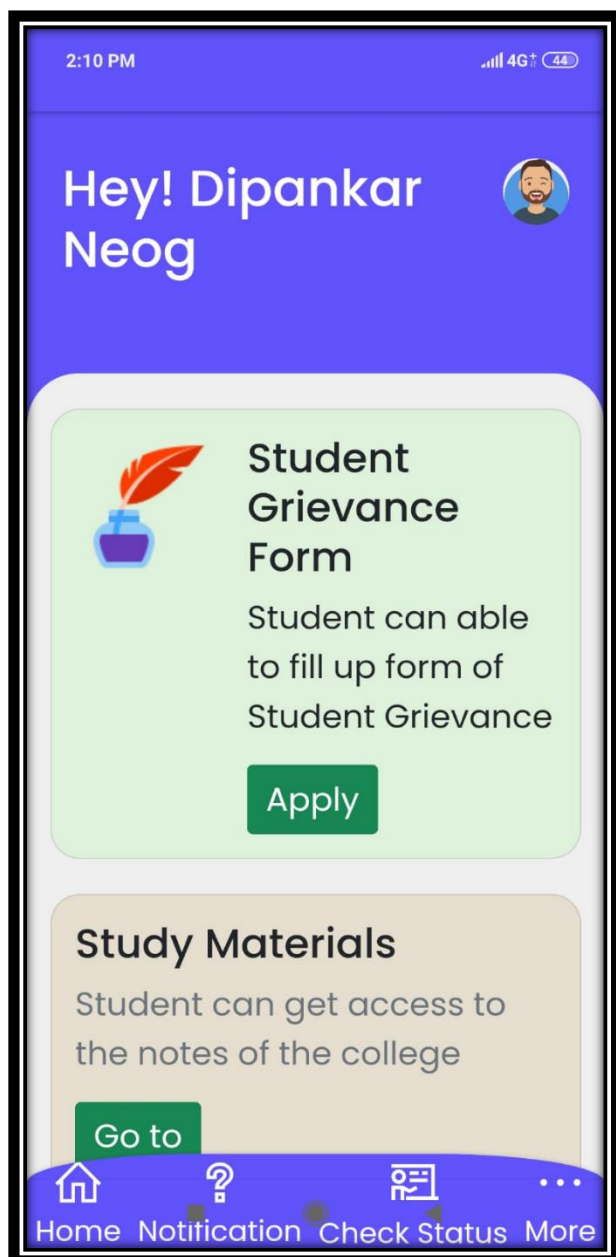 2:10 PM 4G+ 44
Hey! Dipankar
Neog
Student
Grievance
Form
Student can able
to fill up form of
Student Grievance
Apply
Study Materials
Student can get access to
the notes of the college
Go to
Home Notification Check Status More